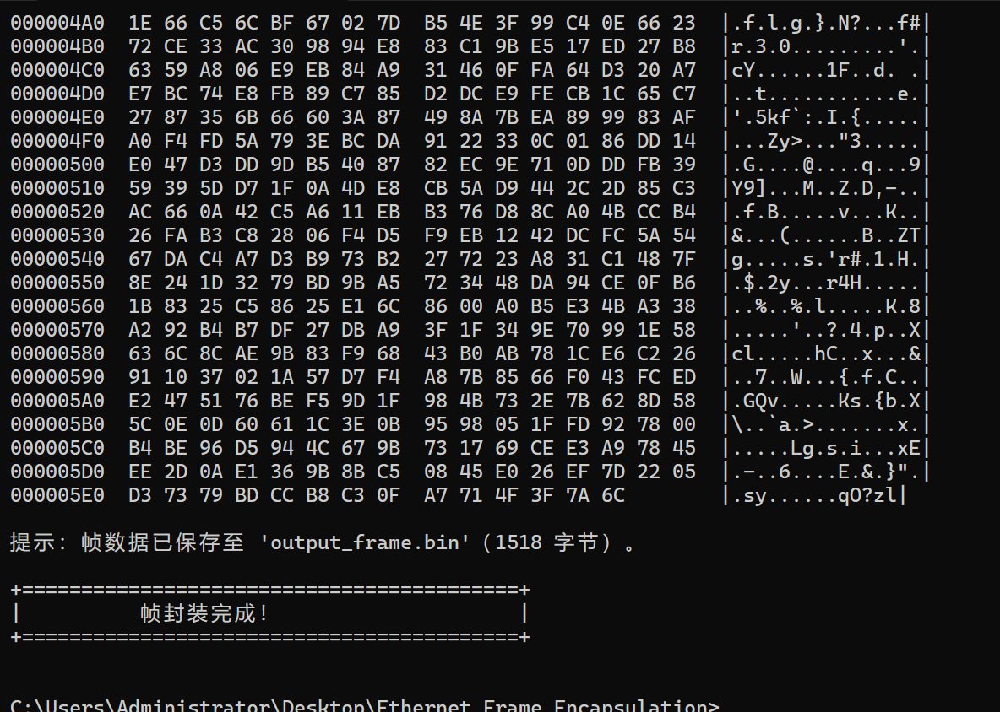 000004A0  1E 66 C5 6C BF 67 02 7D  B5 4E 3F 99 C4 0E 66 23  |.f.l.g.}.N?...f#|
000004B0  72 CE 33 AC 30 98 94 E8  83 C1 9B E5 17 ED 27 B8  |r.3.0.........'.|
000004C0  63 59 A8 06 E9 EB 84 A9  31 46 0F FA 64 D3 20 A7  |cY......1F..d. .|
000004D0  E7 BC 74 E8 FB 89 C7 85  D2 DC E9 FE CB 1C 65 C7  |..t...........e.|
000004E0  27 87 35 6B 66 60 3A 87  49 8A 7B EA 89 99 83 AF  |'.5kf`:.I.{.....|
000004F0  A0 F4 FD 5A 79 3E BC DA  91 22 33 0C 01 86 DD 14  |...Zy>..."3.....|
00000500  E0 47 D3 DD 9D B5 40 87  82 EC 9E 71 0D DD FB 39  |.G....@....q...9|
00000510  59 39 5D D7 1F 0A 4D E8  CB 5A D9 44 2C 2D 85 C3  |Y9]...M..Z.D,-..|
00000520  AC 66 0A 42 C5 A6 11 EB  B3 76 D8 8C A0 4B CC B4  |.f.B.....v...K..|
00000530  26 FA B3 C8 28 06 F4 D5  F9 EB 12 42 DC FC 5A 54  |&...(......B..ZT|
00000540  67 DA C4 A7 D3 B9 73 B2  27 72 23 A8 31 C1 48 7F  |g.....s.'r#.1.H.|
00000550  8E 24 1D 32 79 BD 9B A5  72 34 48 DA 94 CE 0F B6  |.$.2y...r4H.....|
00000560  1B 83 25 C5 86 25 E1 6C  86 00 A0 B5 E3 4B A3 38  |..%..%.l.....K.8|
00000570  A2 92 B4 B7 DF 27 DB A9  3F 1F 34 9E 70 99 1E 58  |.....'..?.4.p..X|
00000580  63 6C 8C AE 9B 83 F9 68  43 B0 AB 78 1C E6 C2 26  |cl.....hC..x...&|
00000590  91 10 37 02 1A 57 D7 F4  A8 7B 85 66 F0 43 FC ED  |..7..W...{.f.C..|
000005A0  E2 47 51 76 BE F5 9D 1F  98 4B 73 2E 7B 62 8D 58  |.GQv.....Ks.{b.X|
000005B0  5C 0E 0D 60 61 1C 3E 0B  95 98 05 1F FD 92 78 00  |\..`a.>.......x.|
000005C0  B4 BE 96 D5 94 4C 67 9B  73 17 69 CE E3 A9 78 45  |.....Lg.s.i...xE|
000005D0  EE 2D 0A E1 36 9B 8B C5  08 45 E0 26 EF 7D 22 05  |.-..6....E.&.}".|
000005E0  D3 73 79 BD CC B8 C3 0F  A7 71 4F 3F 7A 6C        |.sy......qO?zl|
提示：帧数据已保存至 'output_frame.bin'（1518 字节）。
+==========================================+
|          帧封装完成！                     |
+==========================================+
C:\Users\Administrator\Desktop\Ethernet Frame Encapsulation>